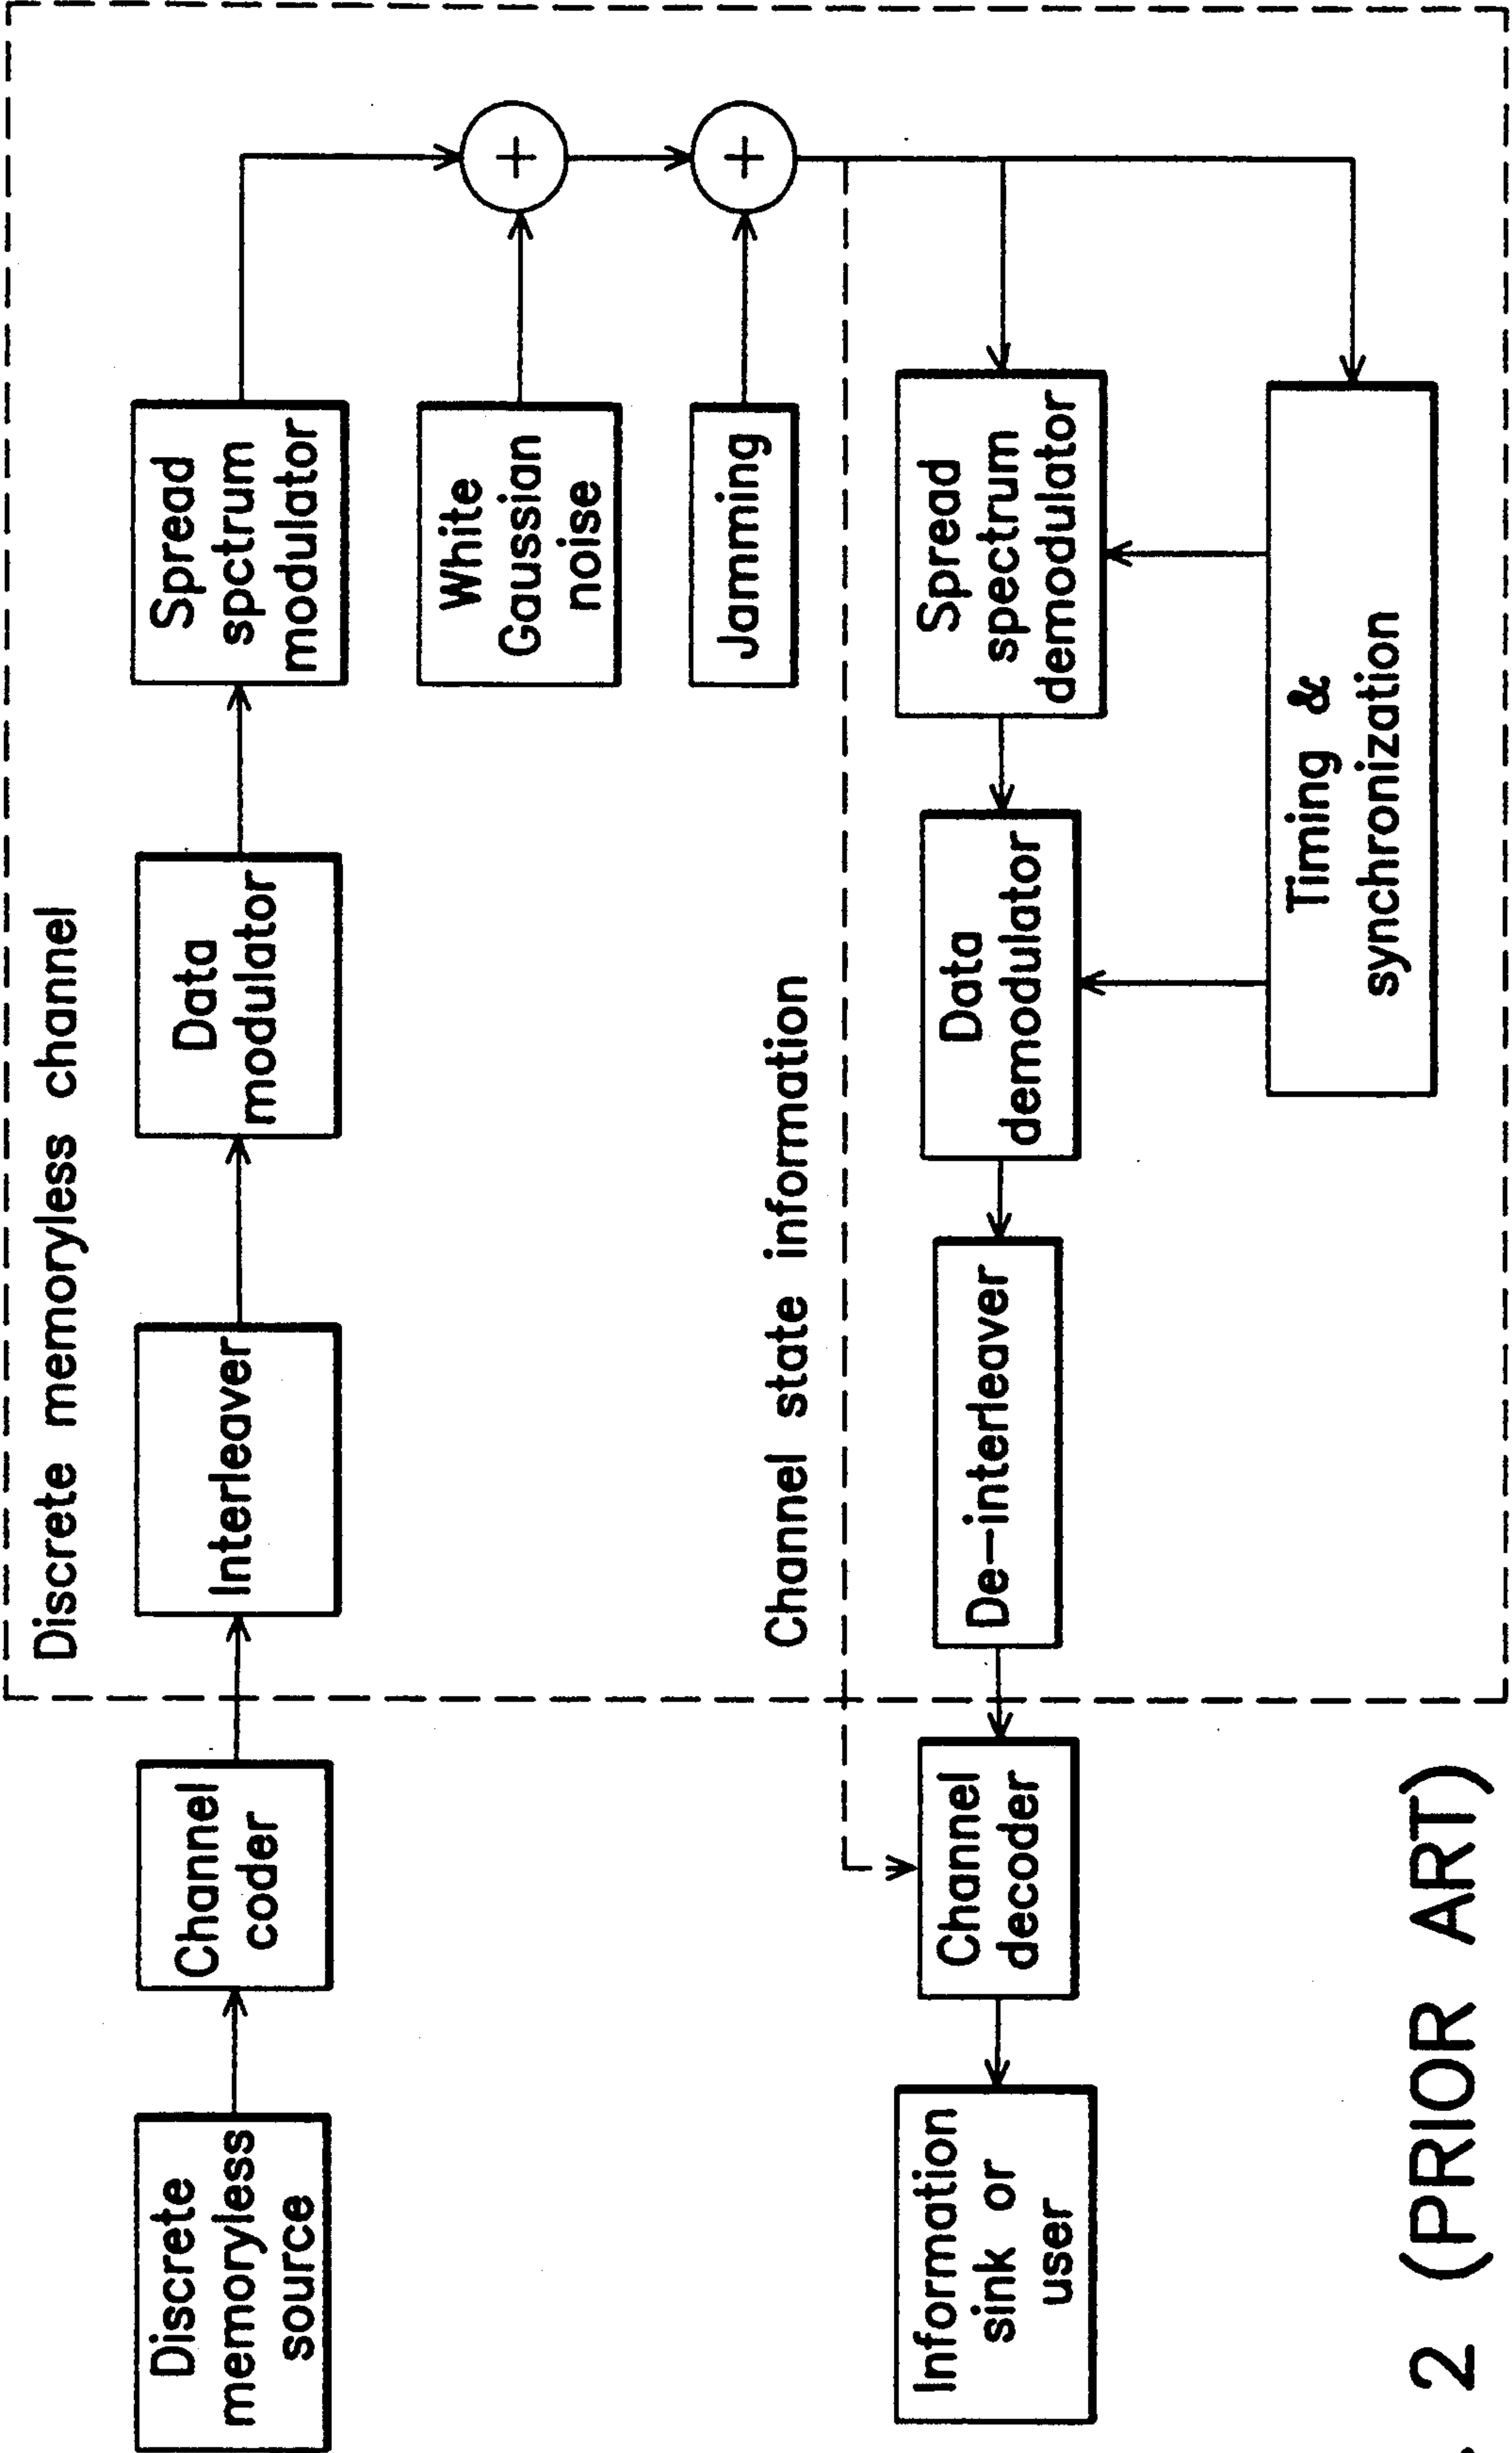 Discrete memoryless channel
Discrete
memoryless
source
Channel
coder
Interleaver
Data
modulator
Spread
spctrum
modulator
White
Gaussian
noise
+
Jamming
+
Channel state information
Information
sink or
user
Channel
decoder
De-interleaver
Data
demodulator
Spread
spectrum
demodulator
Timing &
synchronization
. 2 (PRIOR ART)